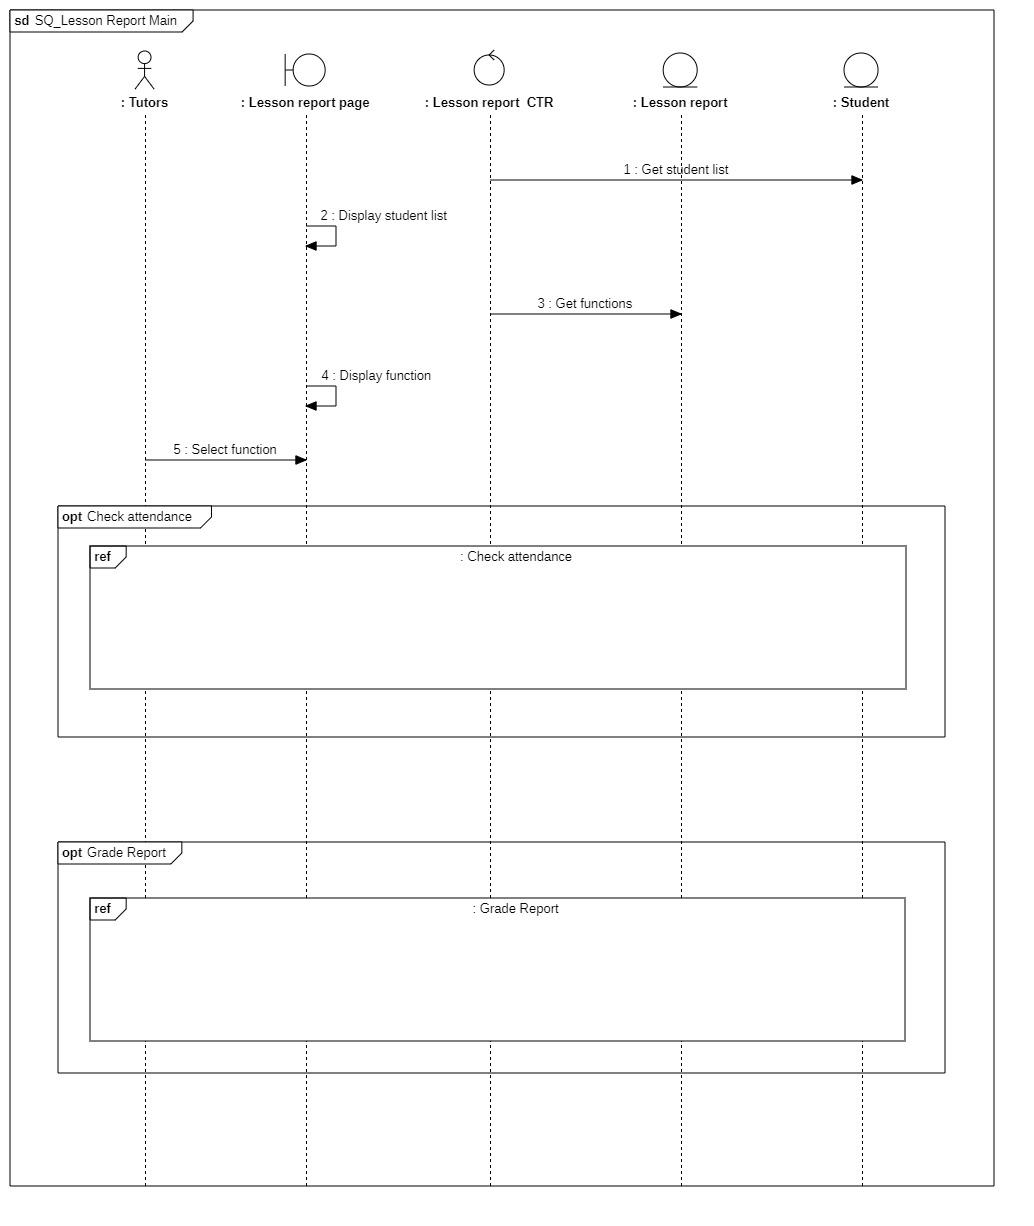 sd SQ_Lesson Report Main
: Tutors : Lesson report page : Lesson report  CTR : Lesson report : Student
1 : Get student list
2 : Display student list
3 : Get functions
4 : Display function
5 : Select function
opt Check attendance
ref : Check attendance
opt Grade Report
ref : Grade Report